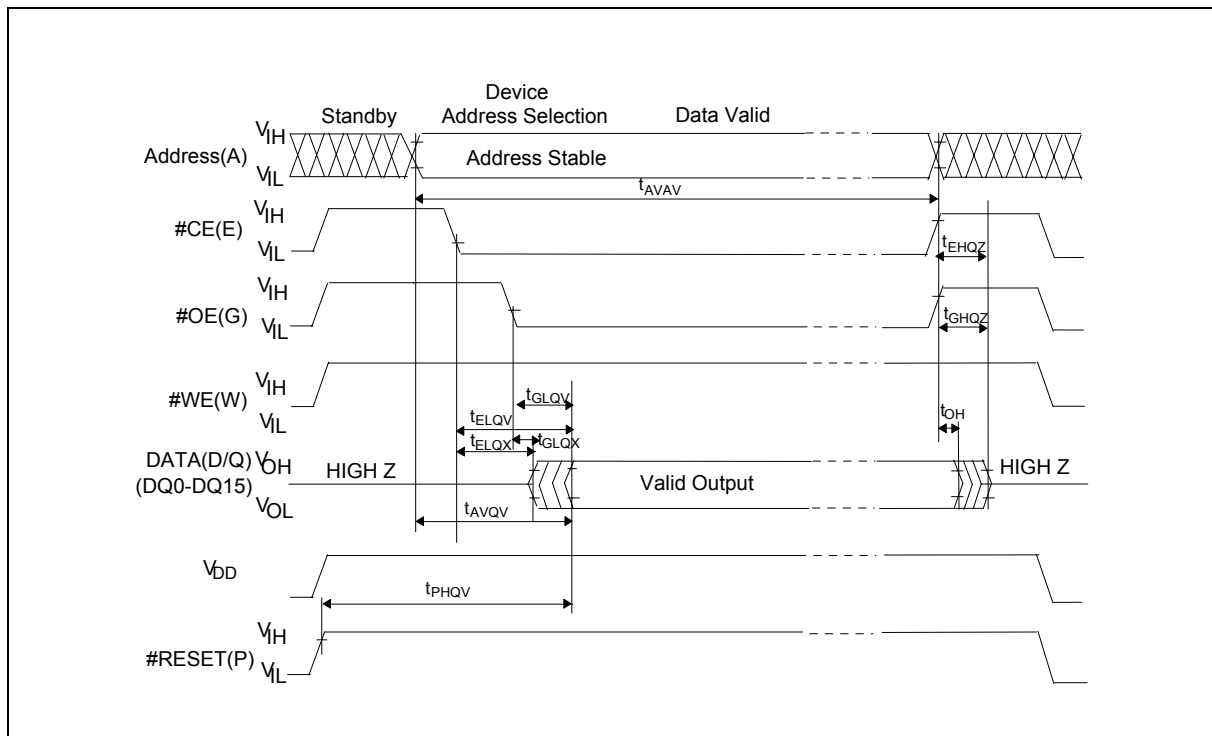 Device
Standby Address Selection Data Valid
VIH
Address(A) Address Stable
VIL
tAVAV
VIH
#CE(E)
VIL
tEHQZ
VIH
#OE(G)
VIL
tGHQZ
VIH
#WE(W)
VIL
tGLQV
tELQV
tOH
tELQX tGLQX
DATA(D/Q) VOH HIGH Z HIGH Z
(DQ0-DQ15) Valid Output
VOL
tAVQV
VDD
tPHQV
VIH
#RESET(P)
VIL